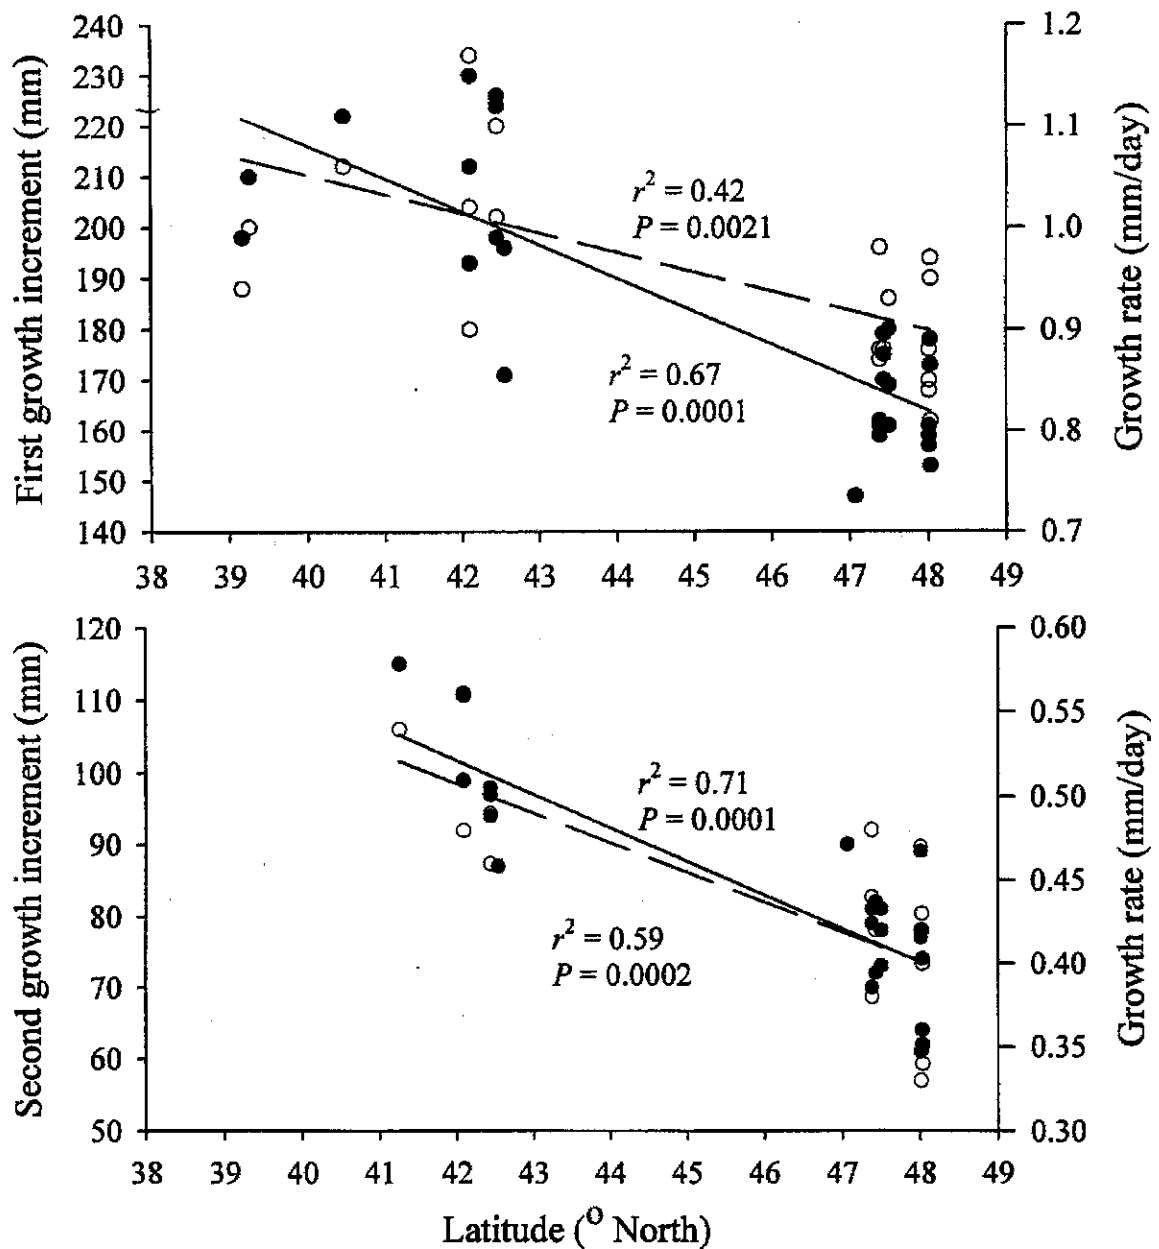 First growth increment (mm)
240
230
220
210
200
190
180
170
160
150
140
1.2
1.1
1.0
0.9
0.8
0.7
Growth rate (mm/day)
r² = 0.42
P = 0.0021
r² = 0.67
P = 0.0001
38 39 40 41 42 43 44 45 46 47 48 49
Second growth increment (mm)
120
110
100
90
80
70
60
50
0.60
0.55
0.50
0.45
0.40
0.35
0.30
Growth rate (mm/day)
r² = 0.71
P = 0.0001
r² = 0.59
P = 0.0002
38 39 40 41 42 43 44 45 46 47 48 49
Latitude (° North)